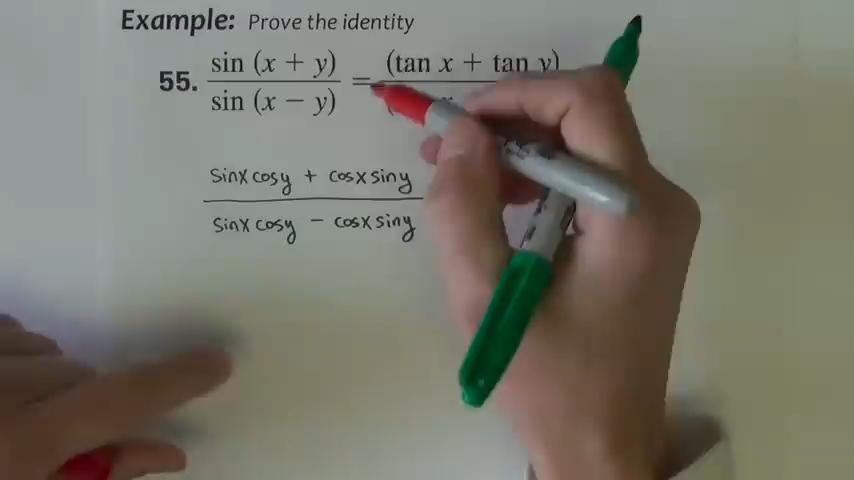 Example: Prove the identity
55. sin (x + y) / sin (x − y) = (tan x + tan y)
sinx cosy + cosx siny
sinx cosy − cosx siny